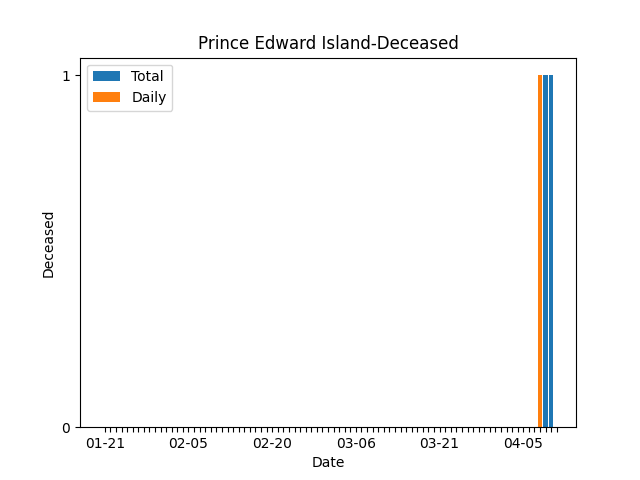 Prince Edward Island-Deceased
Total
Daily
1
0
Deceased
01-21 02-05 02-20 03-06 03-21 04-05
Date